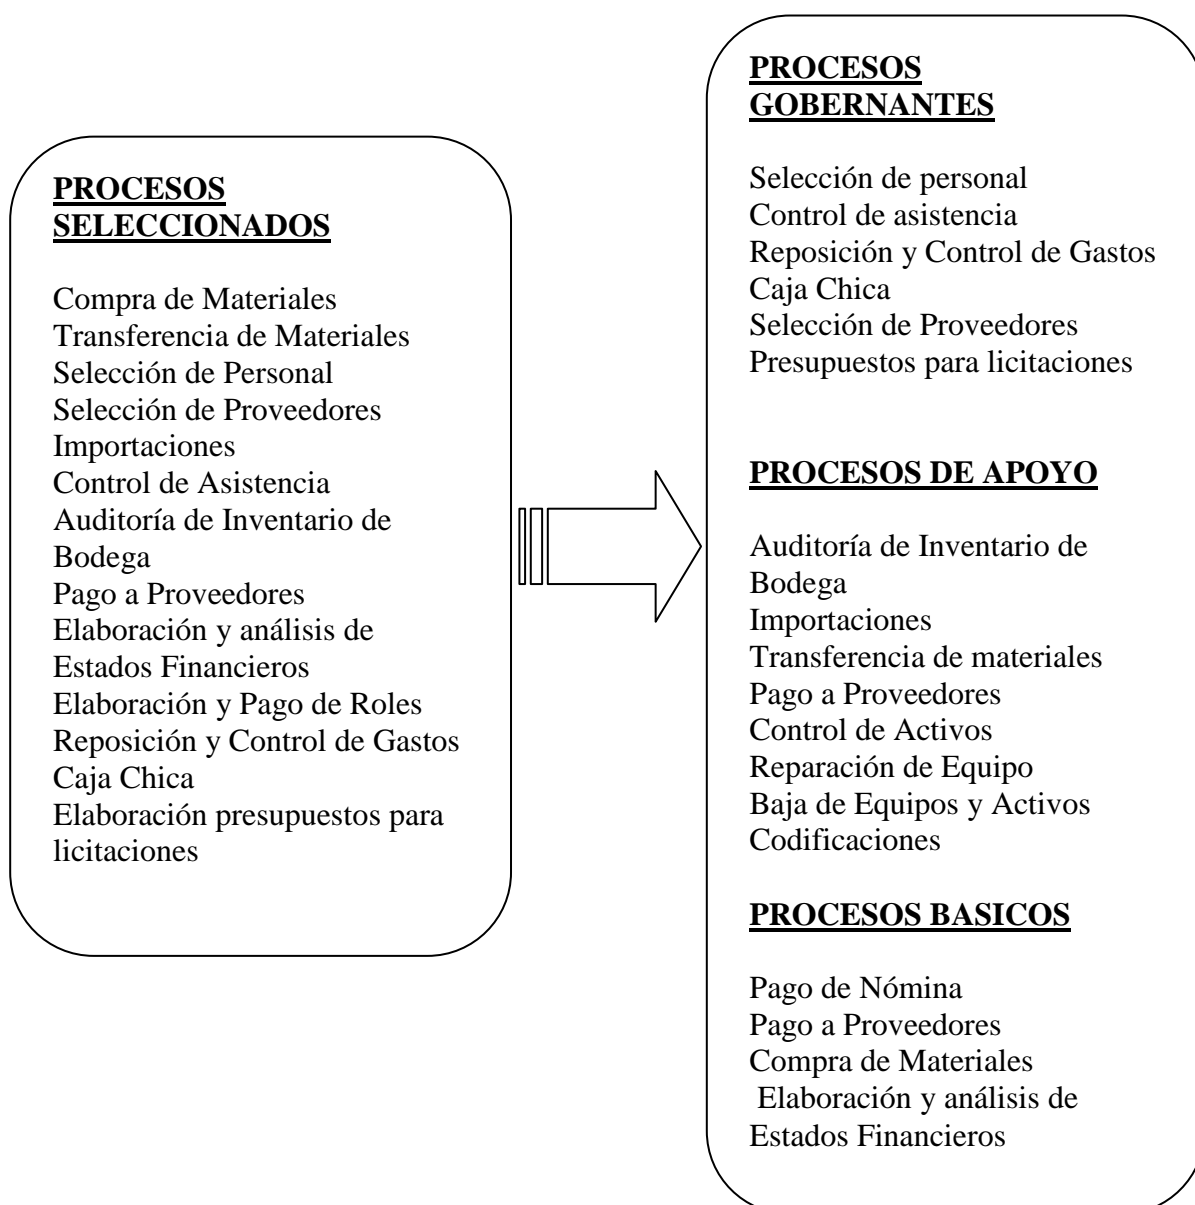 PROCESOS
SELECCIONADOS
Compra de Materiales
Transferencia de Materiales
Selección de Personal
Selección de Proveedores
Importaciones
Control de Asistencia
Auditoría de Inventario de
Bodega
Pago a Proveedores
Elaboración y análisis de
Estados Financieros
Elaboración y Pago de Roles
Reposición y Control de Gastos
Caja Chica
Elaboración presupuestos para
licitaciones
PROCESOS
GOBERNANTES
Selección de personal
Control de asistencia
Reposición y Control de Gastos
Caja Chica
Selección de Proveedores
Presupuestos para licitaciones
PROCESOS DE APOYO
Auditoría de Inventario de
Bodega
Importaciones
Transferencia de materiales
Pago a Proveedores
Control de Activos
Reparación de Equipo
Baja de Equipos y Activos
Codificaciones
PROCESOS BASICOS
Pago de Nómina
Pago a Proveedores
Compra de Materiales
Elaboración y análisis de
Estados Financieros